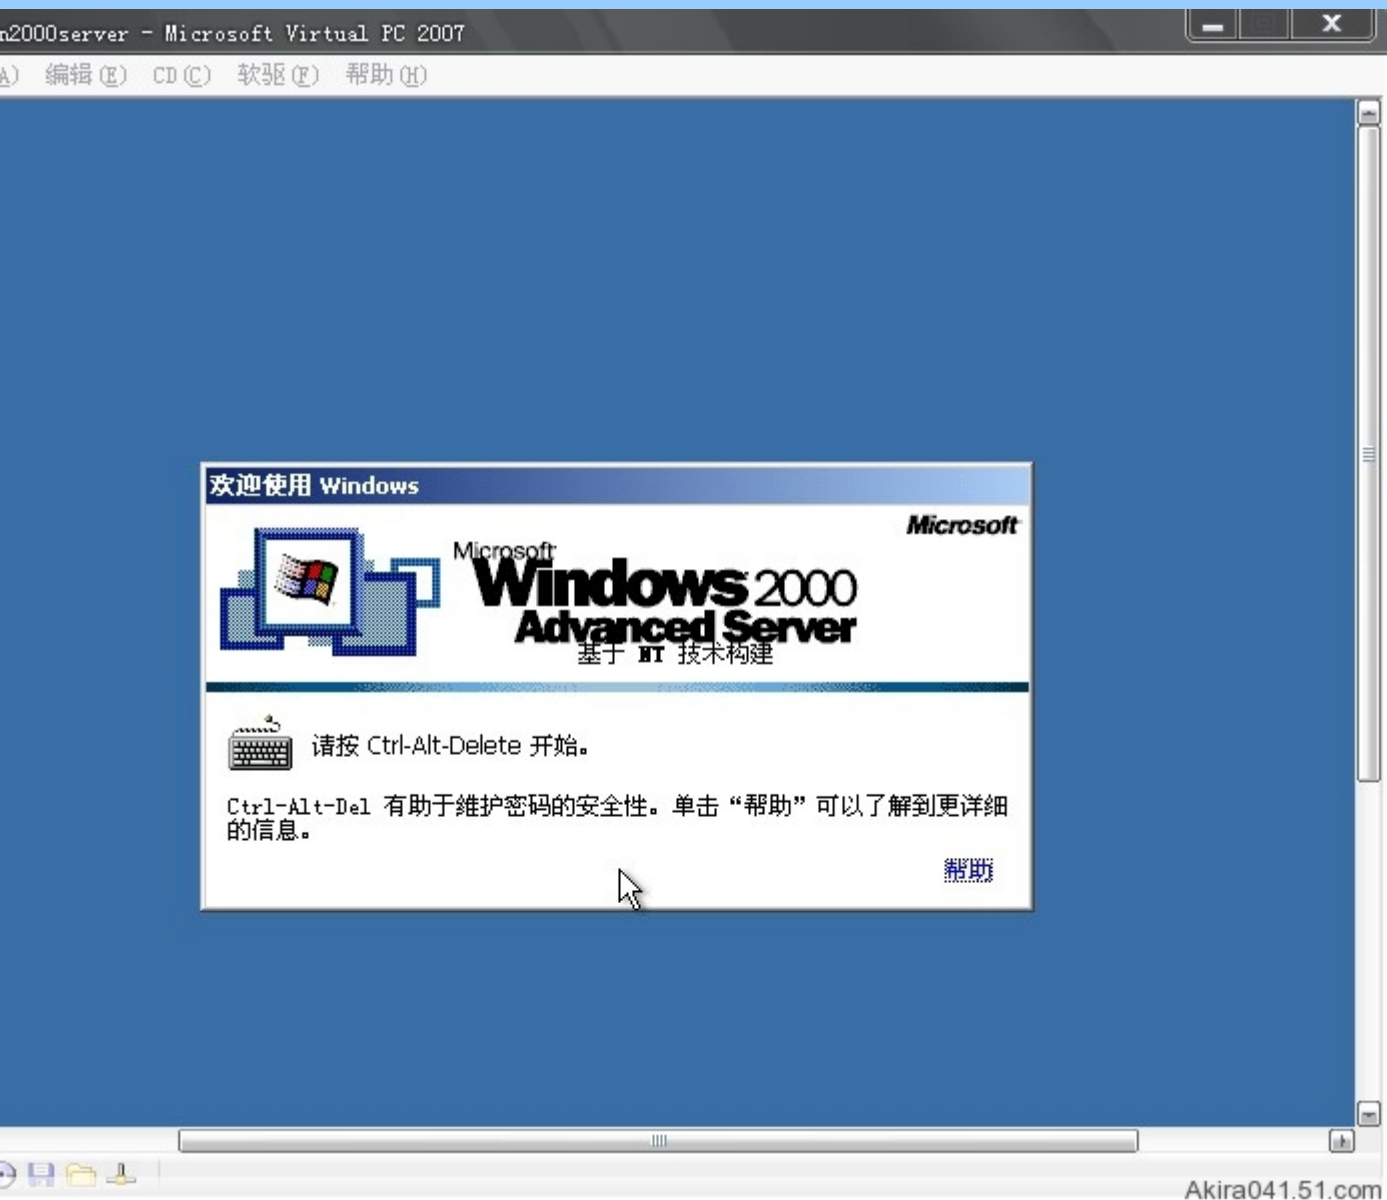 n2000server - Microsoft Virtual PC 2007
A) 编辑(E) CD(C) 软驱(F) 帮助(H)
欢迎使用 Windows
Microsoft
Microsoft
Windows 2000
Advanced Server
基于 NT 技术构建
请按 Ctrl-Alt-Delete 开始。
Ctrl-Alt-Del 有助于维护密码的安全性。单击“帮助”可以了解到更详细
的信息。
帮助
Akira041.51.com